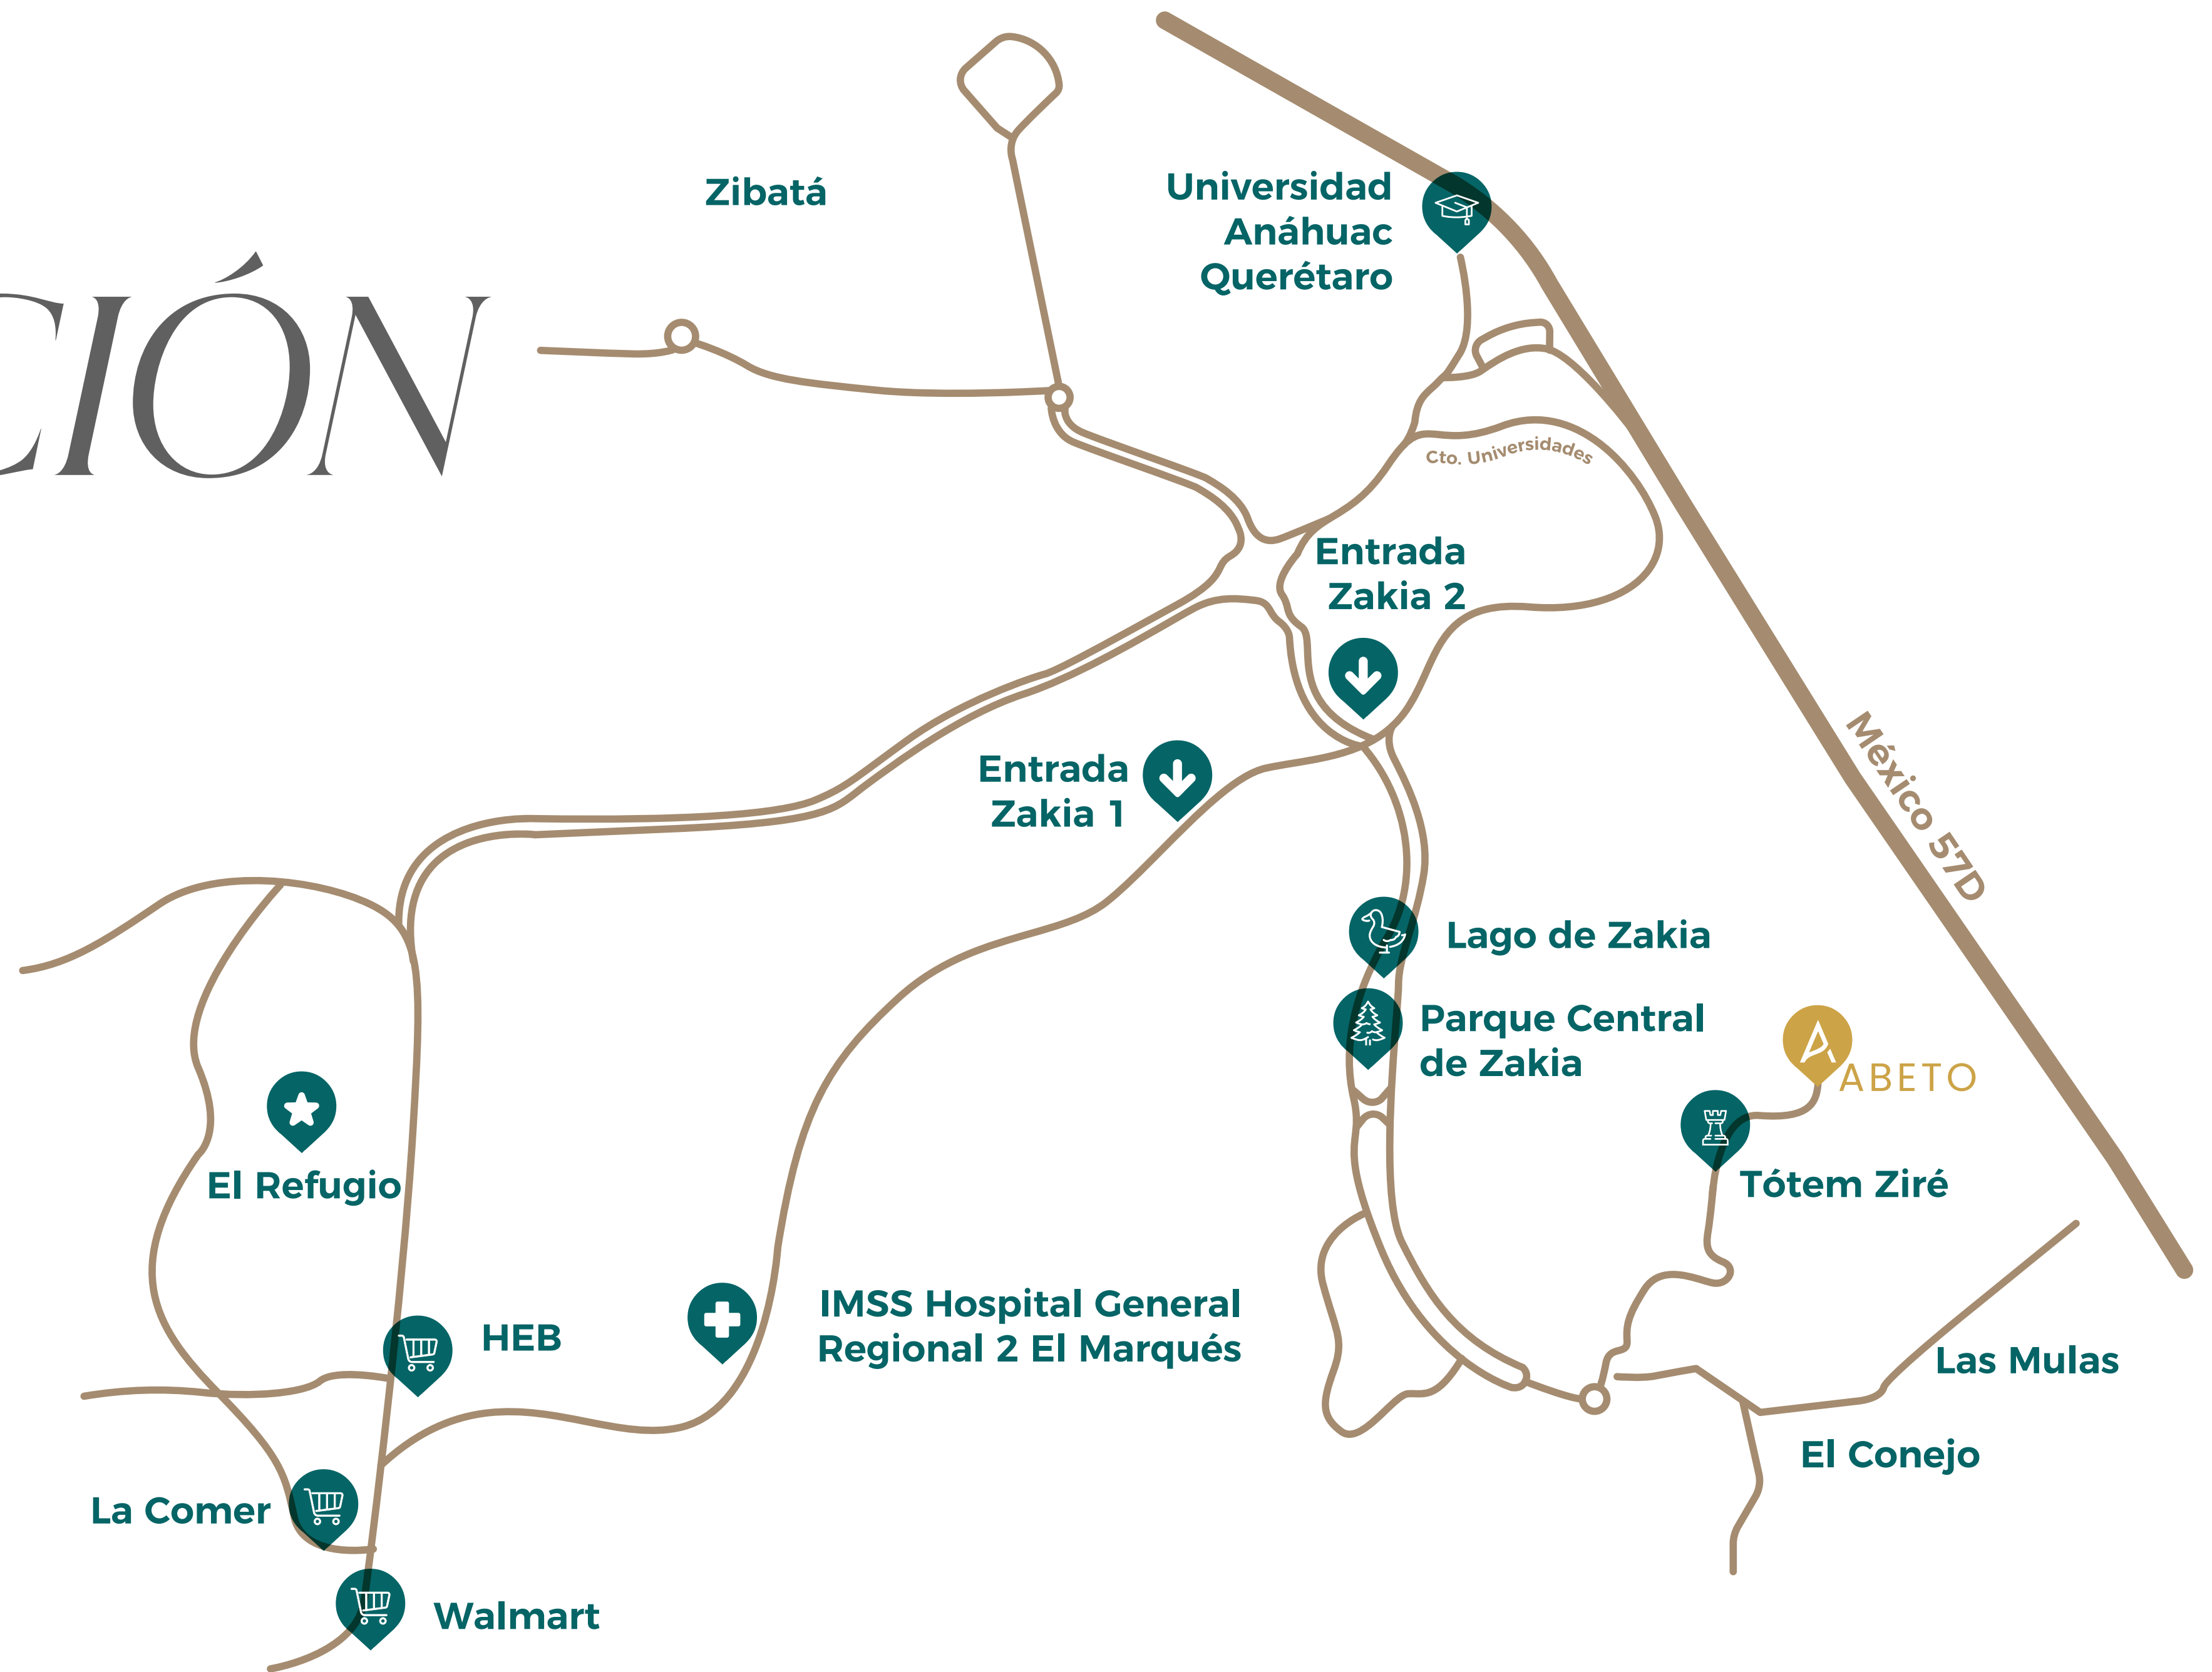 CIÓN
Zibatá
Universidad
Anáhuac
Querétaro
Cto. Universidades
Entrada
Zakia 2
México 57D
Entrada
Zakia 1
Lago de Zakia
Parque Central
de Zakia
ABETO
Tótem Ziré
El Refugio
IMSS Hospital General
Regional 2 El Marqués
HEB
Las Mulas
El Conejo
La Comer
Walmart